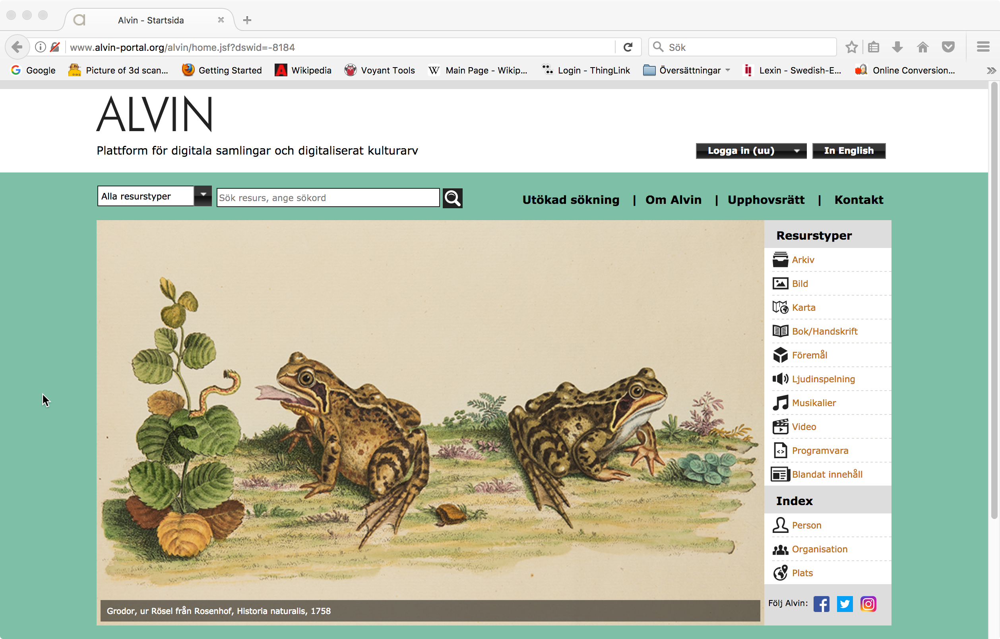 Alvin - Startsida
www.alvin-portal.org/alvin/home.jsf?dswid=-8184
Sök
Google
Picture of 3d scan...
Getting Started
Wikipedia
Voyant Tools
Main Page - Wikip...
Login - ThingLink
Översättningar
Lexin - Swedish-E...
Online Conversion...
ALVIN
Plattform för digitala samlingar och digitaliserat kulturarv
Logga in (uu)
In English
Alla resurstyper
Sök resurs, ange sökord
Utökad sökning | Om Alvin | Upphovsrätt | Kontakt
Resurstyper
Arkiv
Bild
Karta
Bok/Handskrift
Föremål
Ljudinspelning
Musikalier
Video
Programvara
Blandat innehåll
Index
Person
Organisation
Plats
Följ Alvin:
Grodor, ur Rösel från Rosenhof, Historia naturalis, 1758